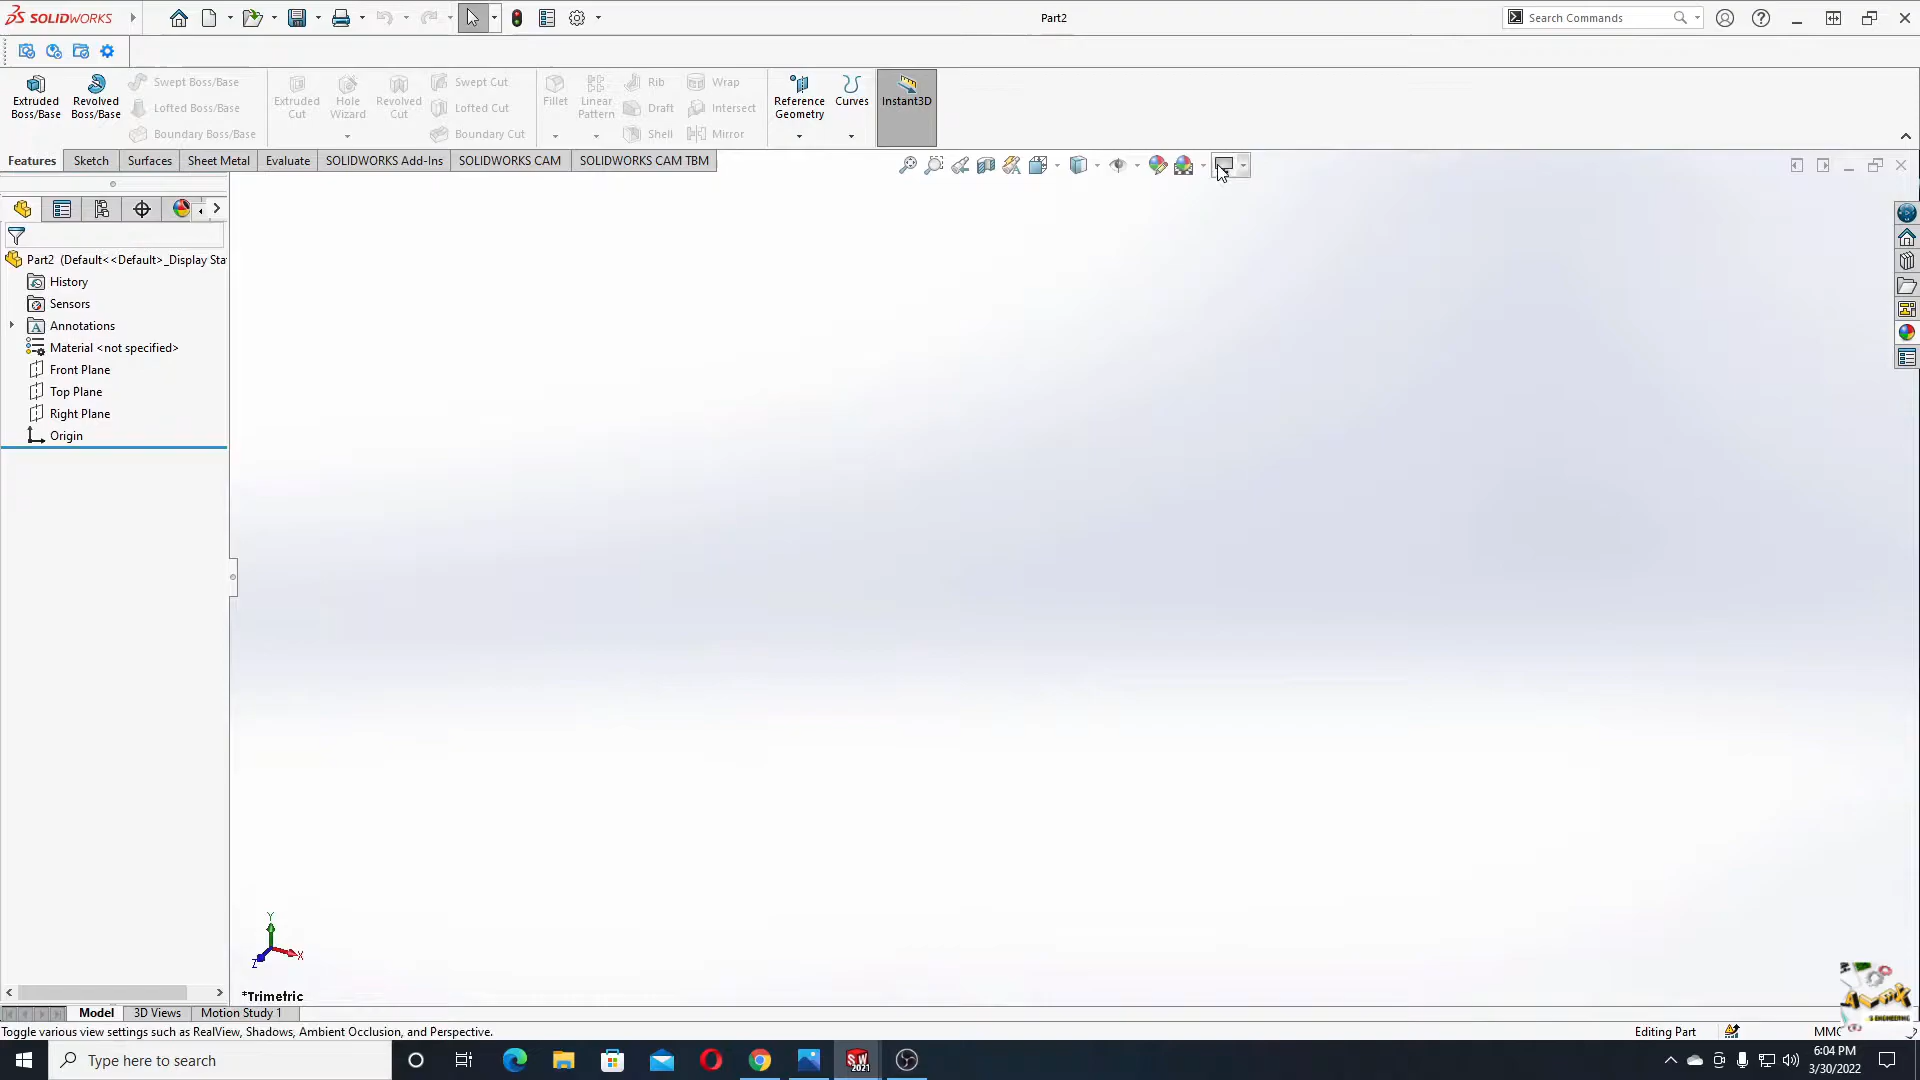 SOLIDWORKS
Part2
Search Commands
Extruded Boss/Base
Revolved Boss/Base
Swept Boss/Base
Lofted Boss/Base
Boundary Boss/Base
Extruded Cut
Hole Wizard
Revolved Cut
Swept Cut
Lofted Cut
Boundary Cut
Fillet
Linear Pattern
Rib
Draft
Shell
Wrap
Intersect
Mirror
Reference Geometry
Curves
Instant3D
Features
Sketch
Surfaces
Sheet Metal
Evaluate
SOLIDWORKS Add-Ins
SOLIDWORKS CAM
SOLIDWORKS CAM TBM
Part2 (Default<<Default>_Display Sta
History
Sensors
Annotations
Material <not specified>
Front Plane
Top Plane
Right Plane
Origin
Y
X
Z
*Trimetric
Model
3D Views
Motion Study 1
Toggle various view settings such as RealView, Shadows, Ambient Occlusion, and Perspective.
Editing Part
Type here to search
SW 2021
6:04 PM
3/30/2022